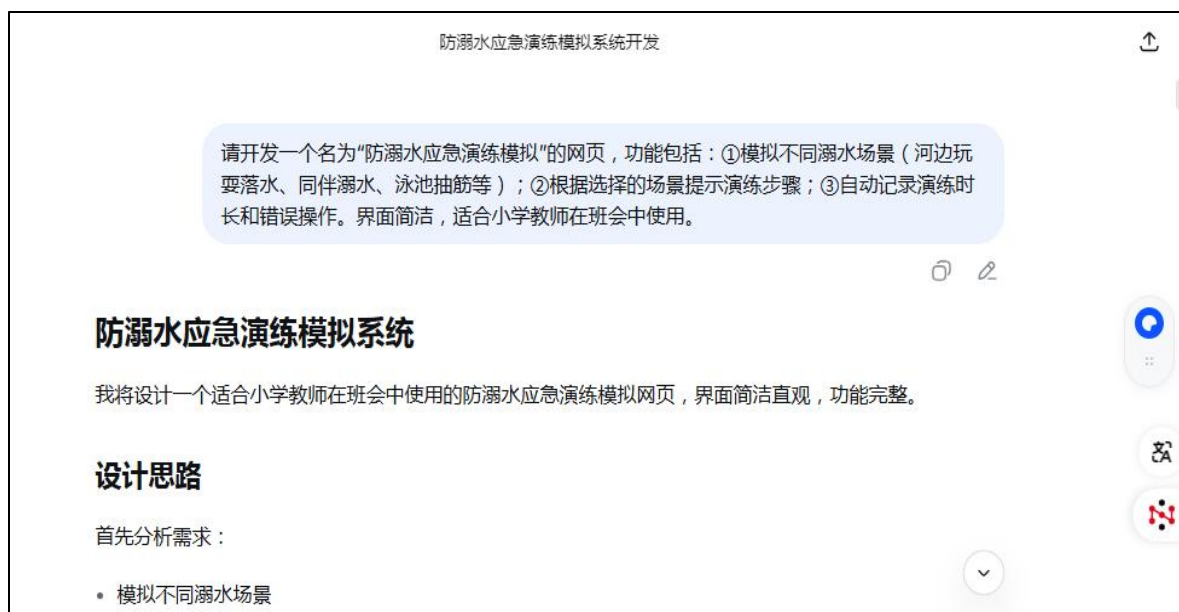 防溺水应急演练模拟系统开发
请开发一个名为“防溺水应急演练模拟”的网页，功能包括：①模拟不同溺水场景（河边玩
耍落水、同伴溺水、泳池抽筋等）；②根据选择的场景提示演练步骤；③自动记录演练时
长和错误操作。界面简洁，适合小学教师在班会中使用。
防溺水应急演练模拟系统
我将设计一个适合小学教师在班会中使用的防溺水应急演练模拟网页，界面简洁直观，功能完整。
设计思路
首先分析需求：
• 模拟不同溺水场景